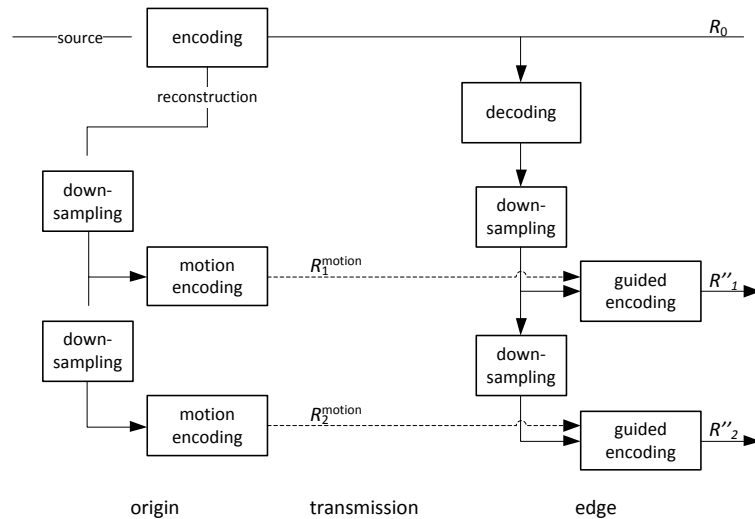 source
encoding
R0
reconstruction
decoding
down-
sampling
down-
sampling
motion
encoding
R1motion
guided
encoding
R''1
down-
sampling
down-
sampling
motion
encoding
R2motion
guided
encoding
R''2
origin
transmission
edge